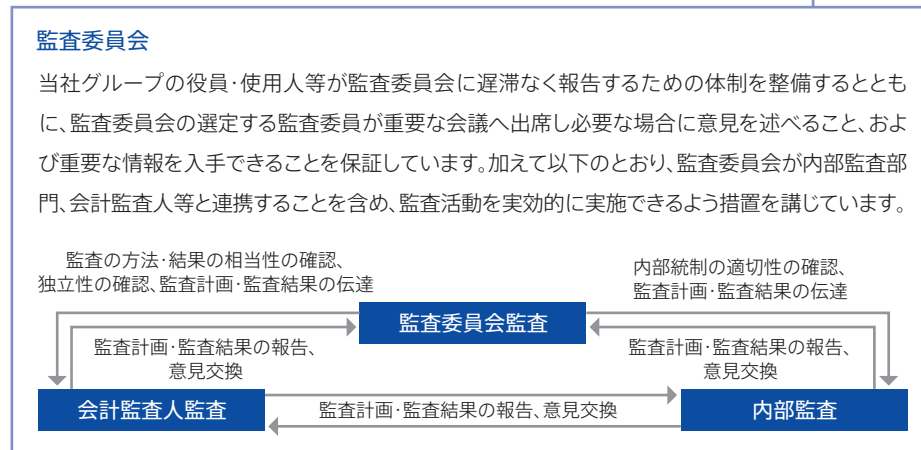 監査委員会
当社グループの役員・使用人等が監査委員会に遅滞なく報告するための体制を整備するととも
に、監査委員会の選定する監査委員が重要な会議へ出席し必要な場合に意見を述べること、およ
び重要な情報を入手できることを保証しています。加えて以下のとおり、監査委員会が内部監査部
門、会計監査人等と連携することを含め、監査活動を実効的に実施できるよう措置を講じています。
監査の方法・結果の相当性の確認、
独立性の確認、監査計画・監査結果の伝達
内部統制の適切性の確認、
監査計画・監査結果の伝達
監査委員会監査
監査計画・監査結果の報告、
意見交換
監査計画・監査結果の報告、
意見交換
会計監査人監査
監査計画・監査結果の報告、意見交換
内部監査